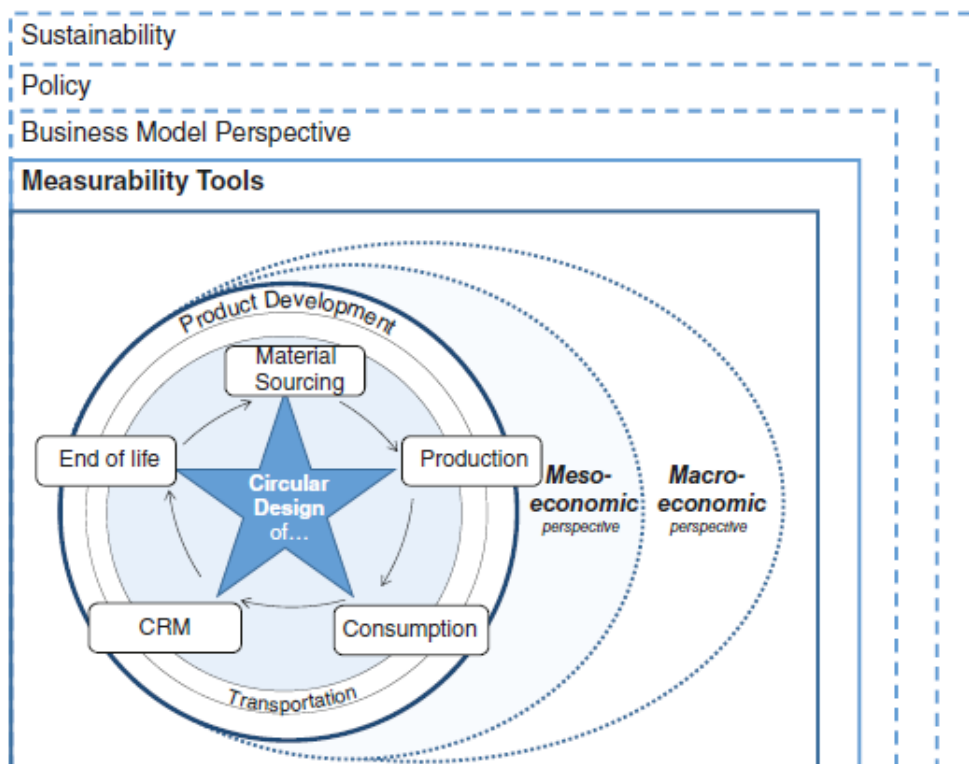 Sustainability
Policy
Business Model Perspective
Measurability Tools
Product Development
Material
Sourcing
End of life
Production
Circular
Design
of...
Meso-
economic
perspective
Macro-
economic
perspective
CRM
Consumption
Transportation